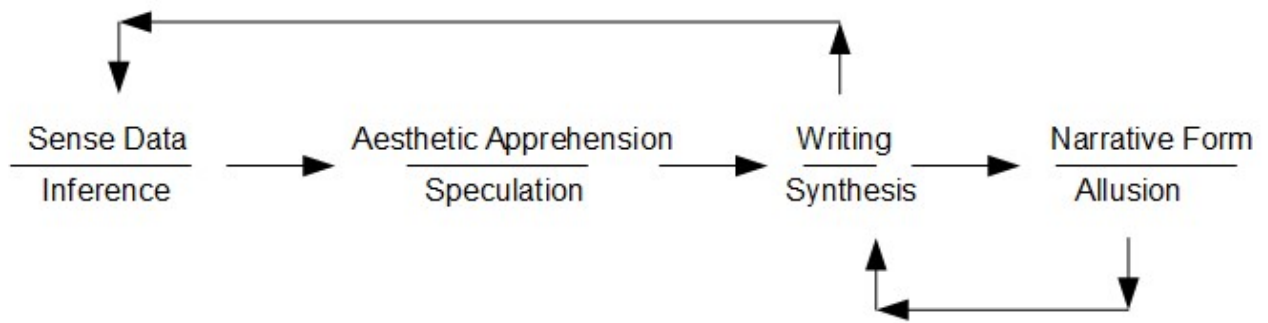 Sense Data
Inference
Aesthetic Apprehension
Speculation
Writing
Synthesis
Narrative Form
Allusion